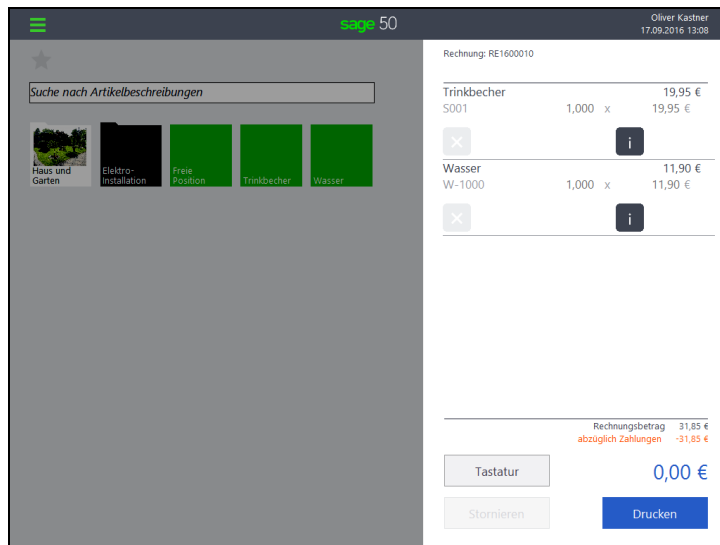 sage 50
Oliver Kastner
17.09.2016 13:08
Suche nach Artikelbeschreibungen
Haus und
Garten
Elektro-
Installation
Freie
Position
Trinkbecher
Wasser
Rechnung: RE1600010
Trinkbecher 19,95 €
S001 1,000 x 19,95 €
i
Wasser 11,90 €
W-1000 1,000 x 11,90 €
i
Rechnungsbetrag 31,85 €
abzüglich Zahlungen -31,85 €
Tastatur 0,00 €
Stornieren Drucken